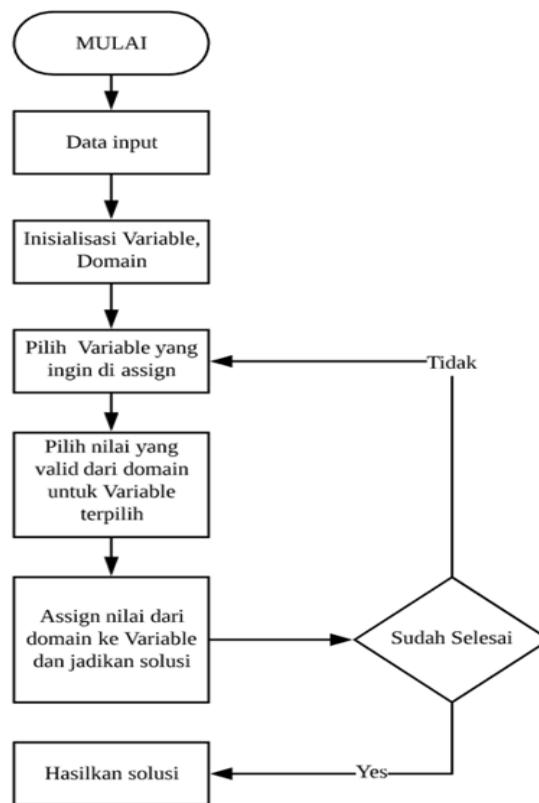 MULAI
Data input
Inisialisasi Variable,
Domain
Pilih Variable yang
ingin di assign
Tidak
Pilih nilai yang
valid dari domain
untuk Variable
terpilih
Assign nilai dari
domain ke Variable
dan jadikan solusi
Sudah Selesai
Hasilkan solusi
Yes